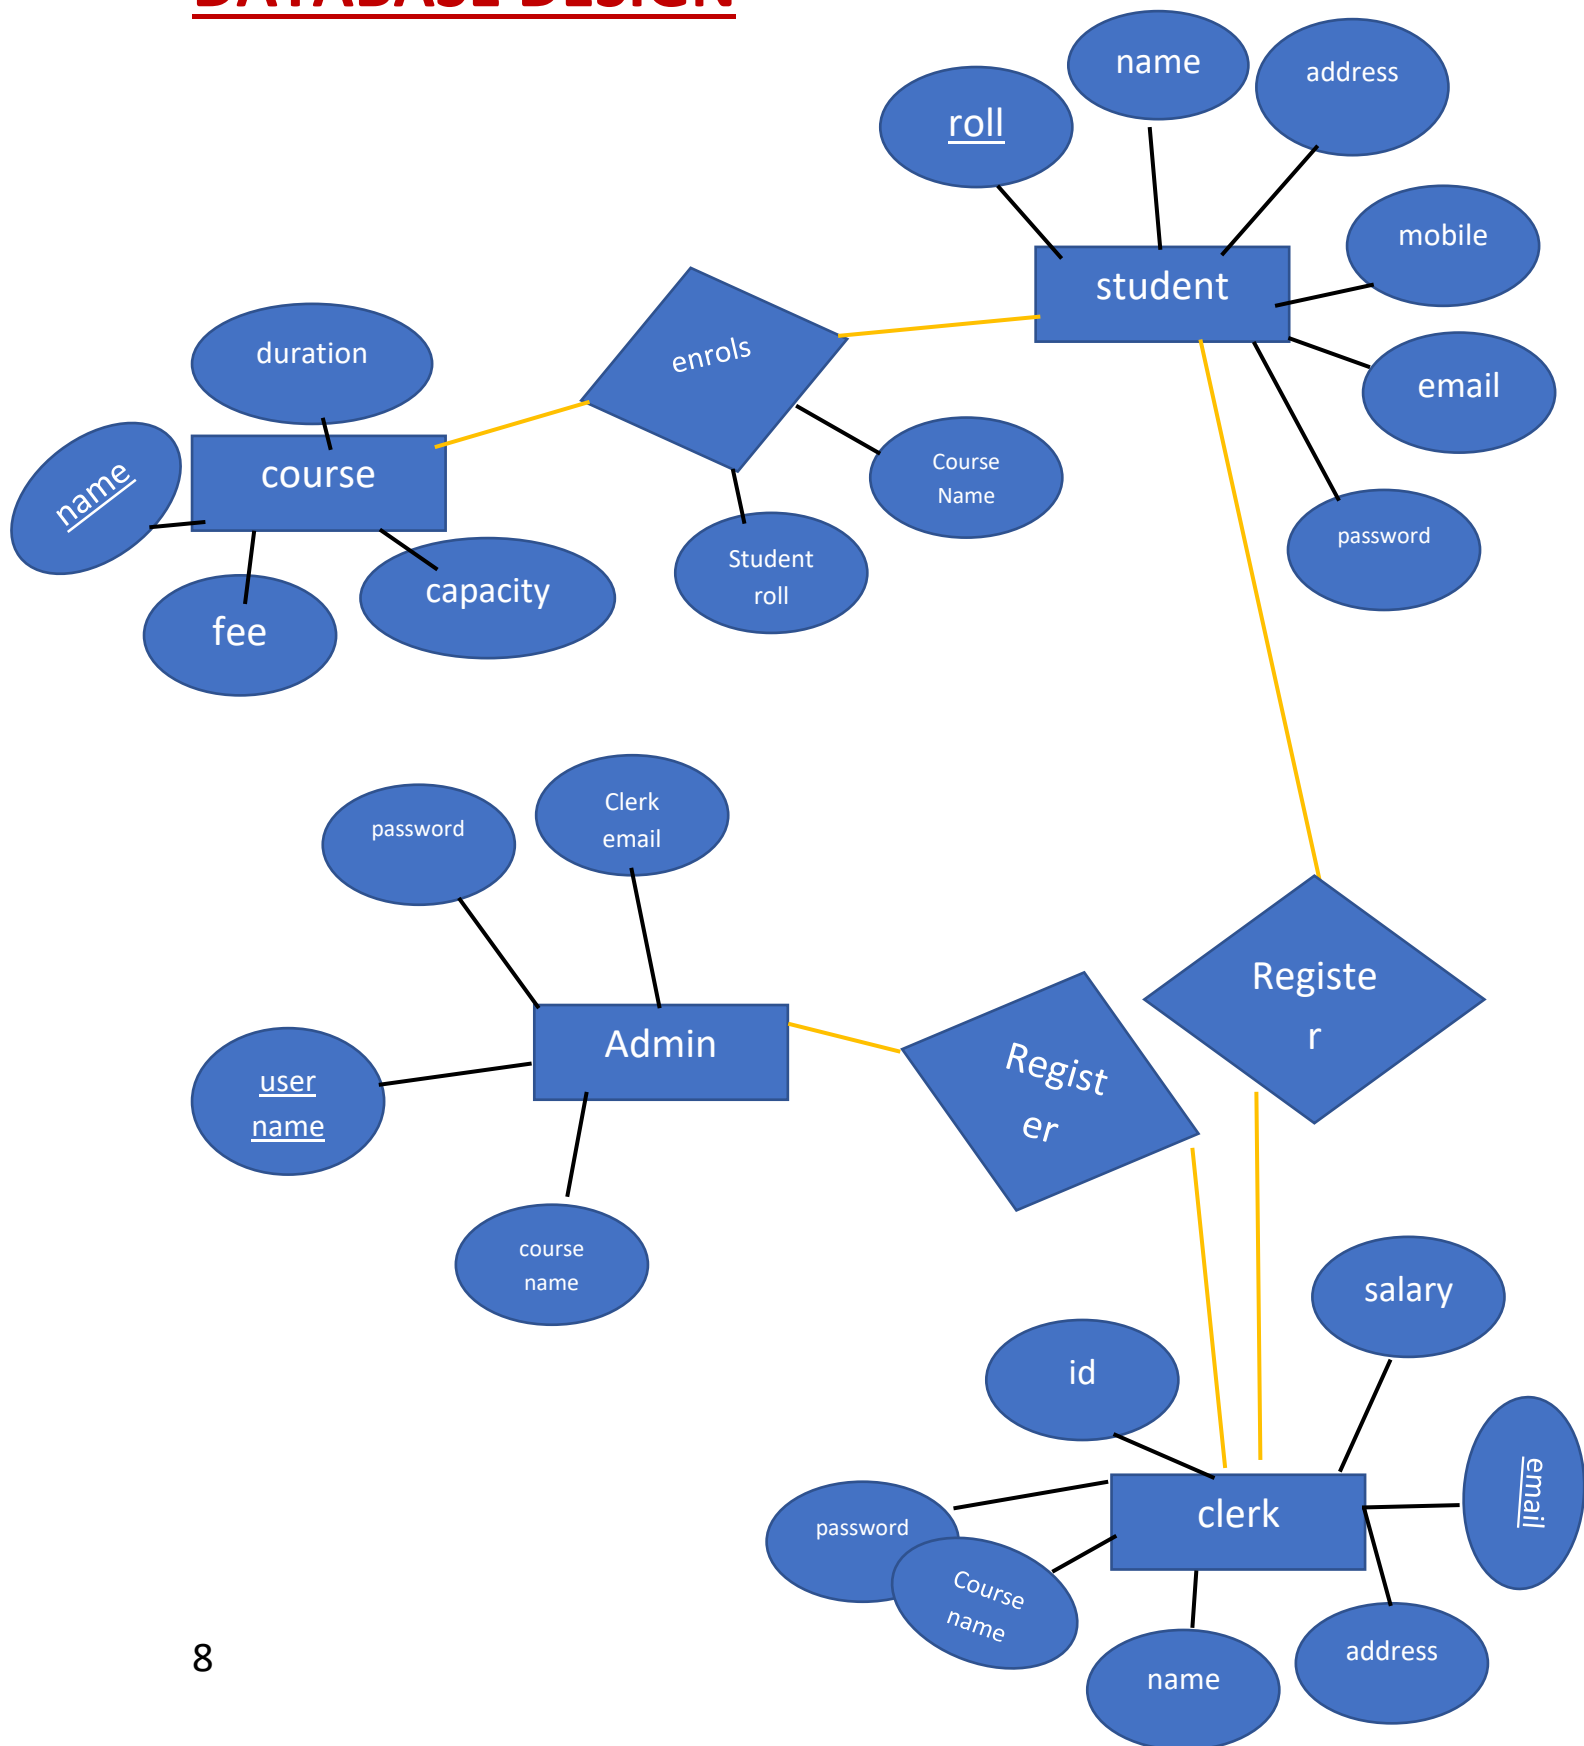 DATABASE DESIGN
name
address
roll
mobile
student
enrols
duration
email
course
name
Course
Name
password
Student
roll
capacity
fee
Clerk
email
password
Registe
r
Admin
Regist
er
user
name
course
name
salary
id
email
clerk
password
Course
name
address
name
8